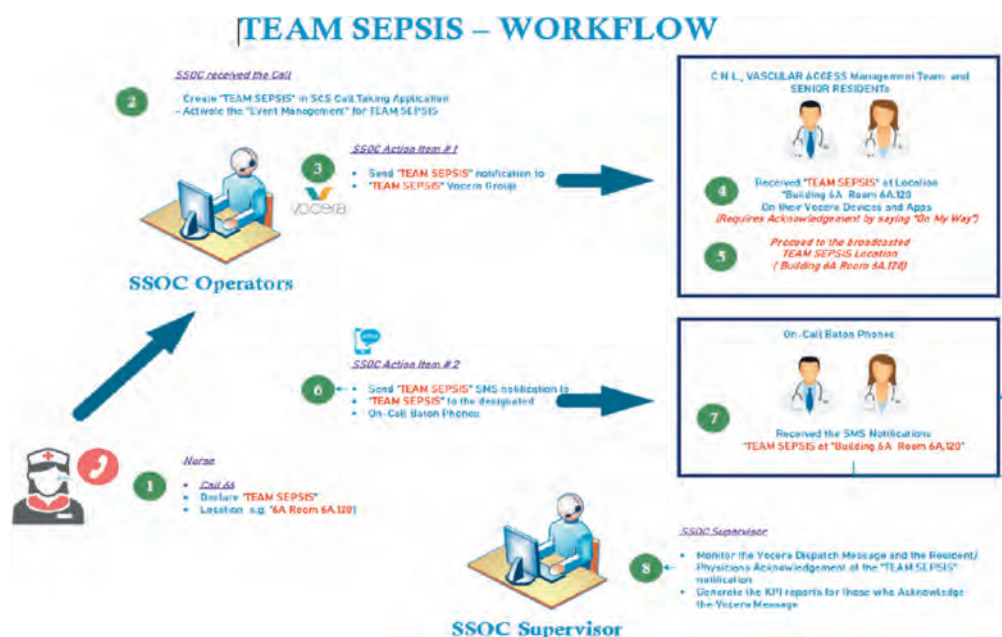 TEAM SEPSIS – WORKFLOW
SSOC received the Call
2
– Create "TEAM SEPSIS" in SCS Call Taking Application
– Activate the "Event Management" for TEAM SEPSIS
SSOC Action Item # 1
3
• Send "TEAM SEPSIS" notification to
• "TEAM SEPSIS" Vocera Group
vocera
SSOC Operators
C N L, VASCULAR ACCESS Management Team and
SENIOR RESIDENTs
4
Received "TEAM SEPSIS" at Location
"Building 6A Room 6A.120
On their Vocera Devices and Apps
(Requires Acknowledgement by saying "On My Way")
5
Proceed to the broadcasted
TEAM SEPSIS Location
( Building 6A Room 6A.120)
SSOC Action Item # 2
6
• Send "TEAM SEPSIS" SMS notification to
• "TEAM SEPSIS" to the designated
• On-Call Baton Phones
On-Call Baton Phones
7
Received the SMS Notifications
"TEAM SEPSIS at "Building 6A Room 6A.120"
Nurse
1
• Call 66
• Declare "TEAM SEPSIS"
• Location e.g. "6A Room 6A.120"
SSOC Supervisor
8
• Monitor the Vocera Dispatch Message and the Resident/
Physicians Acknowledgement of the "TEAM SEPSIS"
notification
• Generate the KPI reports for those who Acknowledge
the Vocera Message
SSOC Supervisor